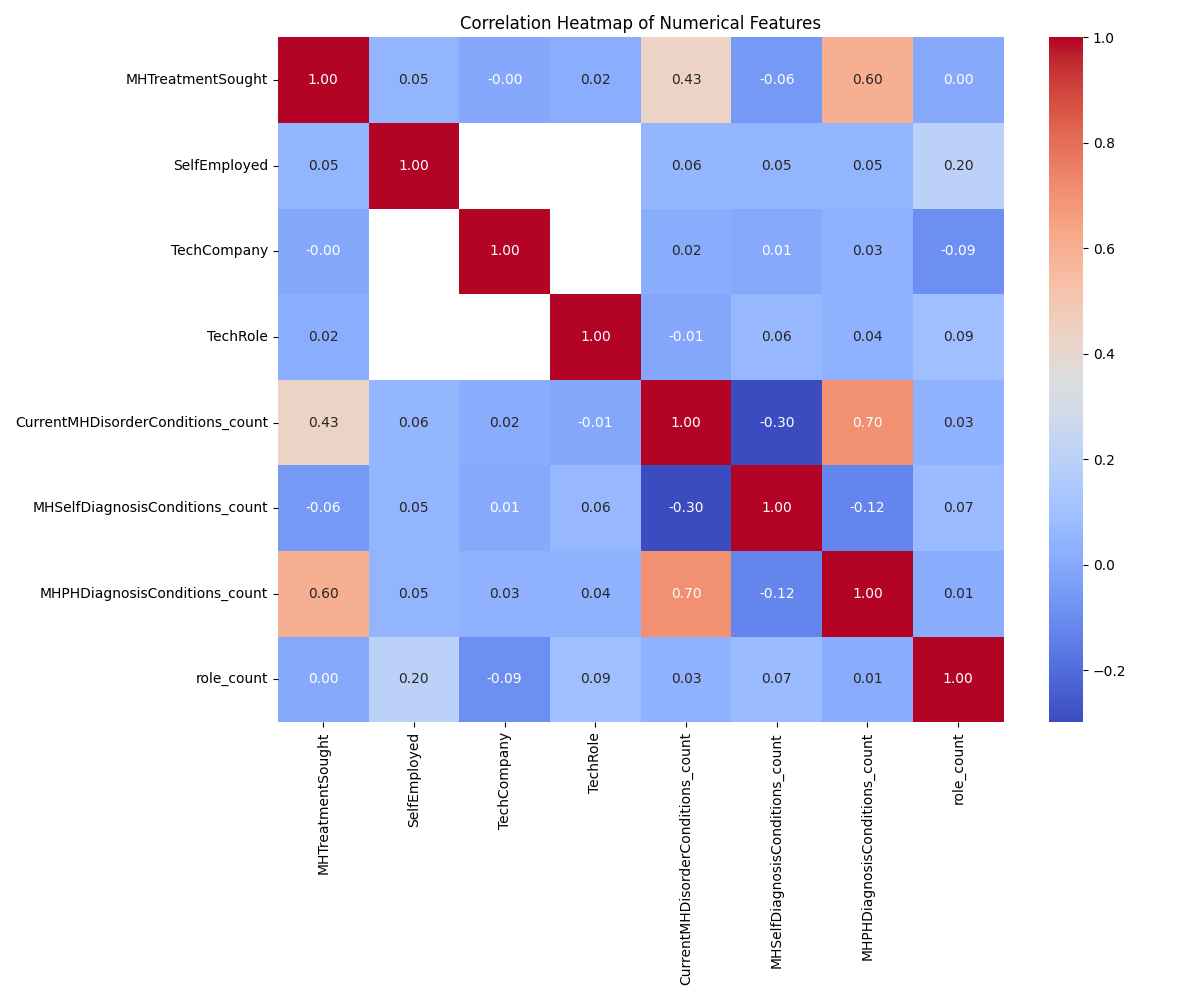 Correlation Heatmap of Numerical Features
MHTreatmentSought 1.00 0.05 -0.00 0.02 0.43 -0.06 0.60 0.00
SelfEmployed 0.05 1.00 0.06 0.05 0.05 0.20
TechCompany -0.00 1.00 0.02 0.01 0.03 -0.09
TechRole 0.02 1.00 -0.01 0.06 0.04 0.09
CurrentMHDisorderConditions_count 0.43 0.06 0.02 -0.01 1.00 -0.30 0.70 0.03
MHSelfDiagnosisConditions_count -0.06 0.05 0.01 0.06 -0.30 1.00 -0.12 0.07
MHPHDiagnosisConditions_count 0.60 0.05 0.03 0.04 0.70 -0.12 1.00 0.01
role_count 0.00 0.20 -0.09 0.09 0.03 0.07 0.01 1.00
MHTreatmentSought
SelfEmployed
TechCompany
TechRole
CurrentMHDisorderConditions_count
MHSelfDiagnosisConditions_count
MHPHDiagnosisConditions_count
role_count
1.0
0.8
0.6
0.4
0.2
0.0
−0.2